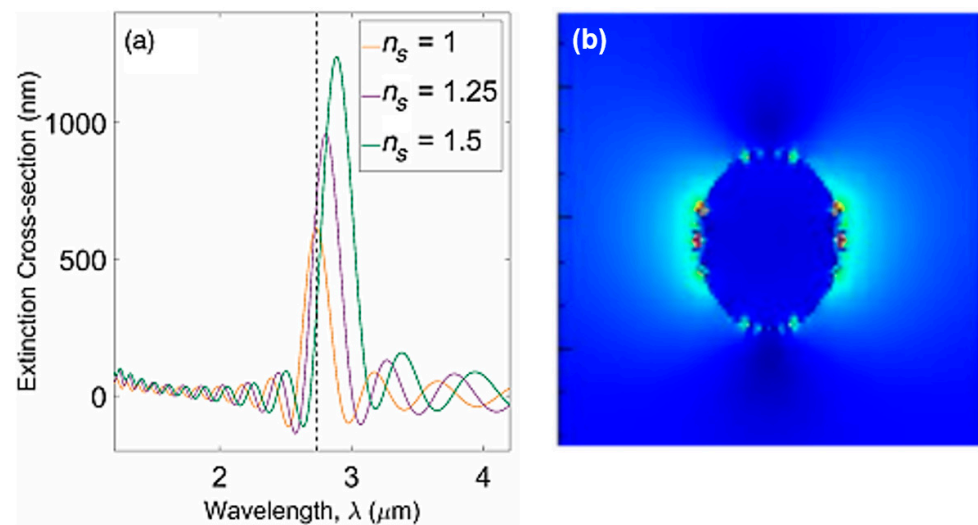 (a)
n_s = 1
n_s = 1.25
n_s = 1.5
1000
500
0
2 3 4
Extinction Cross-section (nm)
Wavelength, λ (μm)
(b)